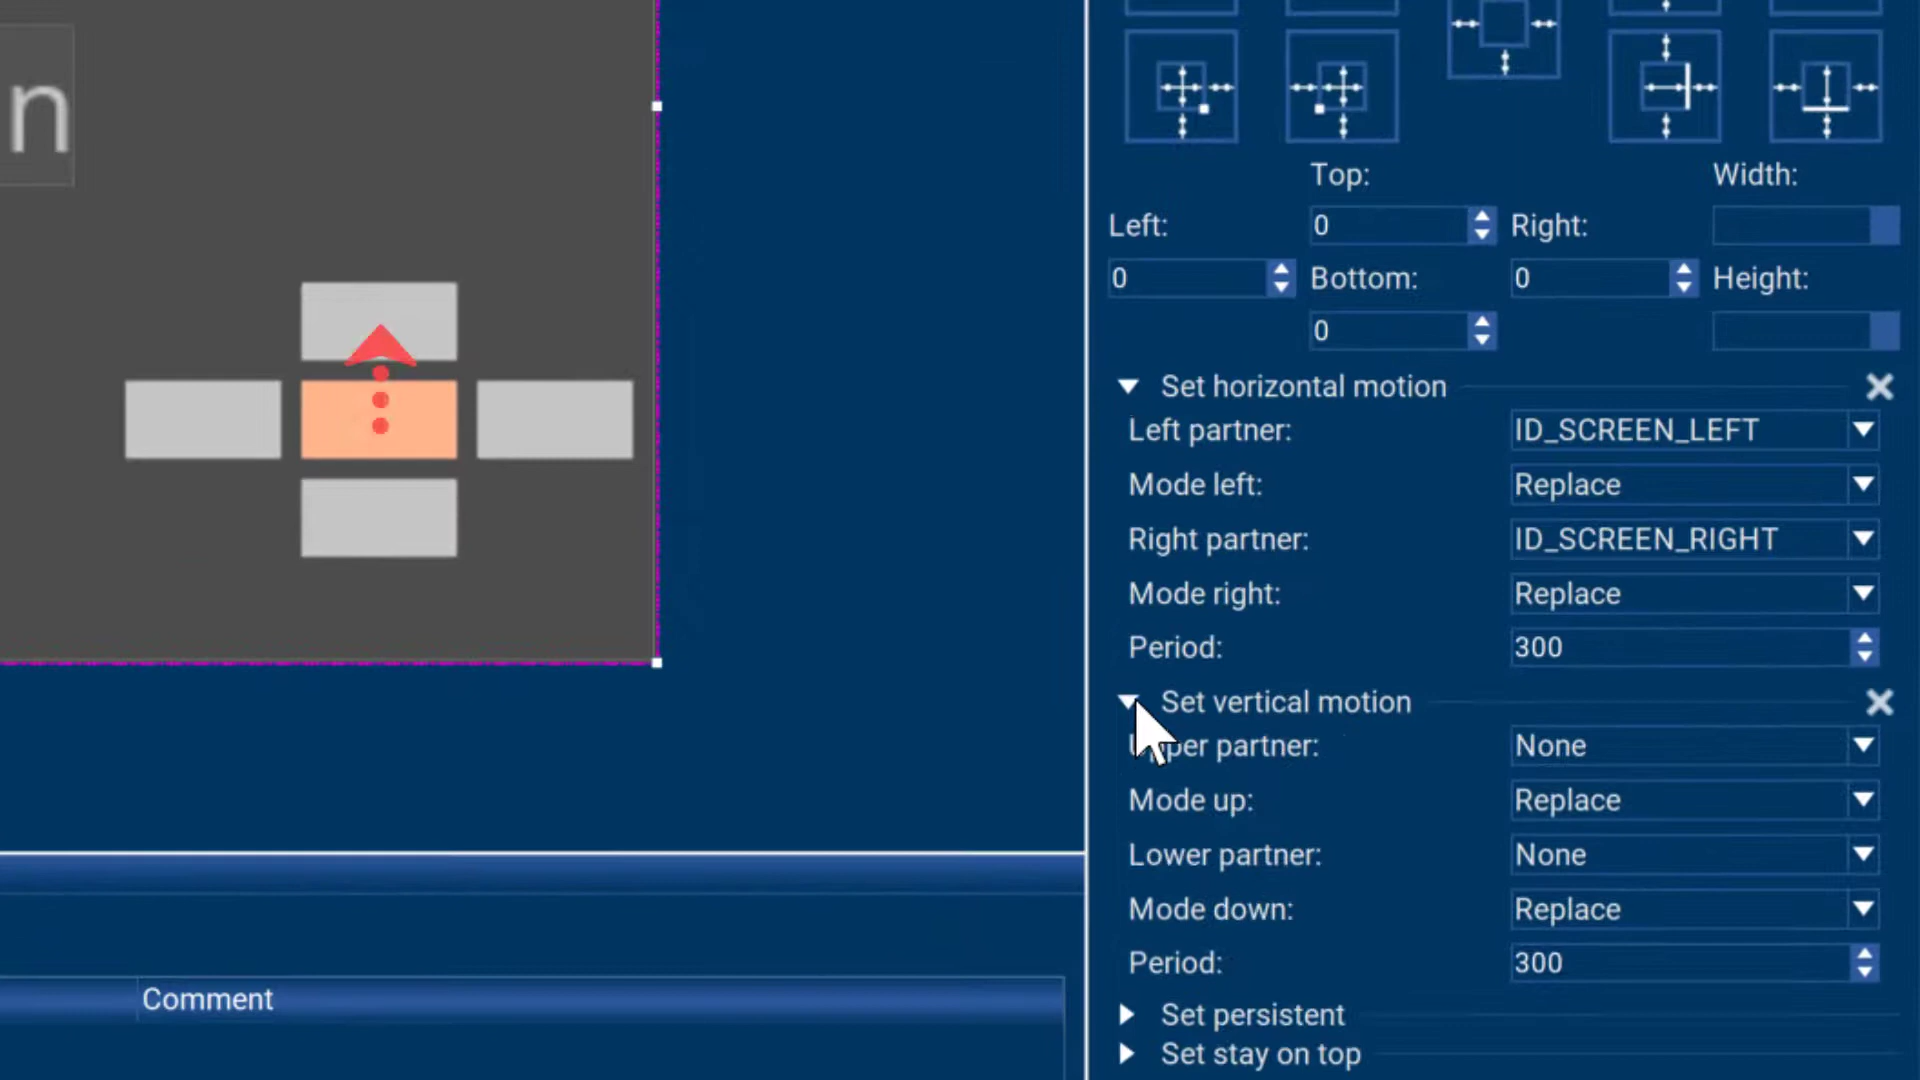 n
Top:
Width:
Left:
0
Right:
0
Bottom:
0
Height:
0
Set horizontal motion
Left partner:
ID_SCREEN_LEFT
Mode left:
Replace
Right partner:
ID_SCREEN_RIGHT
Mode right:
Replace
Period:
300
Set vertical motion
Upper partner:
None
Mode up:
Replace
Lower partner:
None
Mode down:
Replace
Period:
300
Set persistent
Set stay on top
Comment